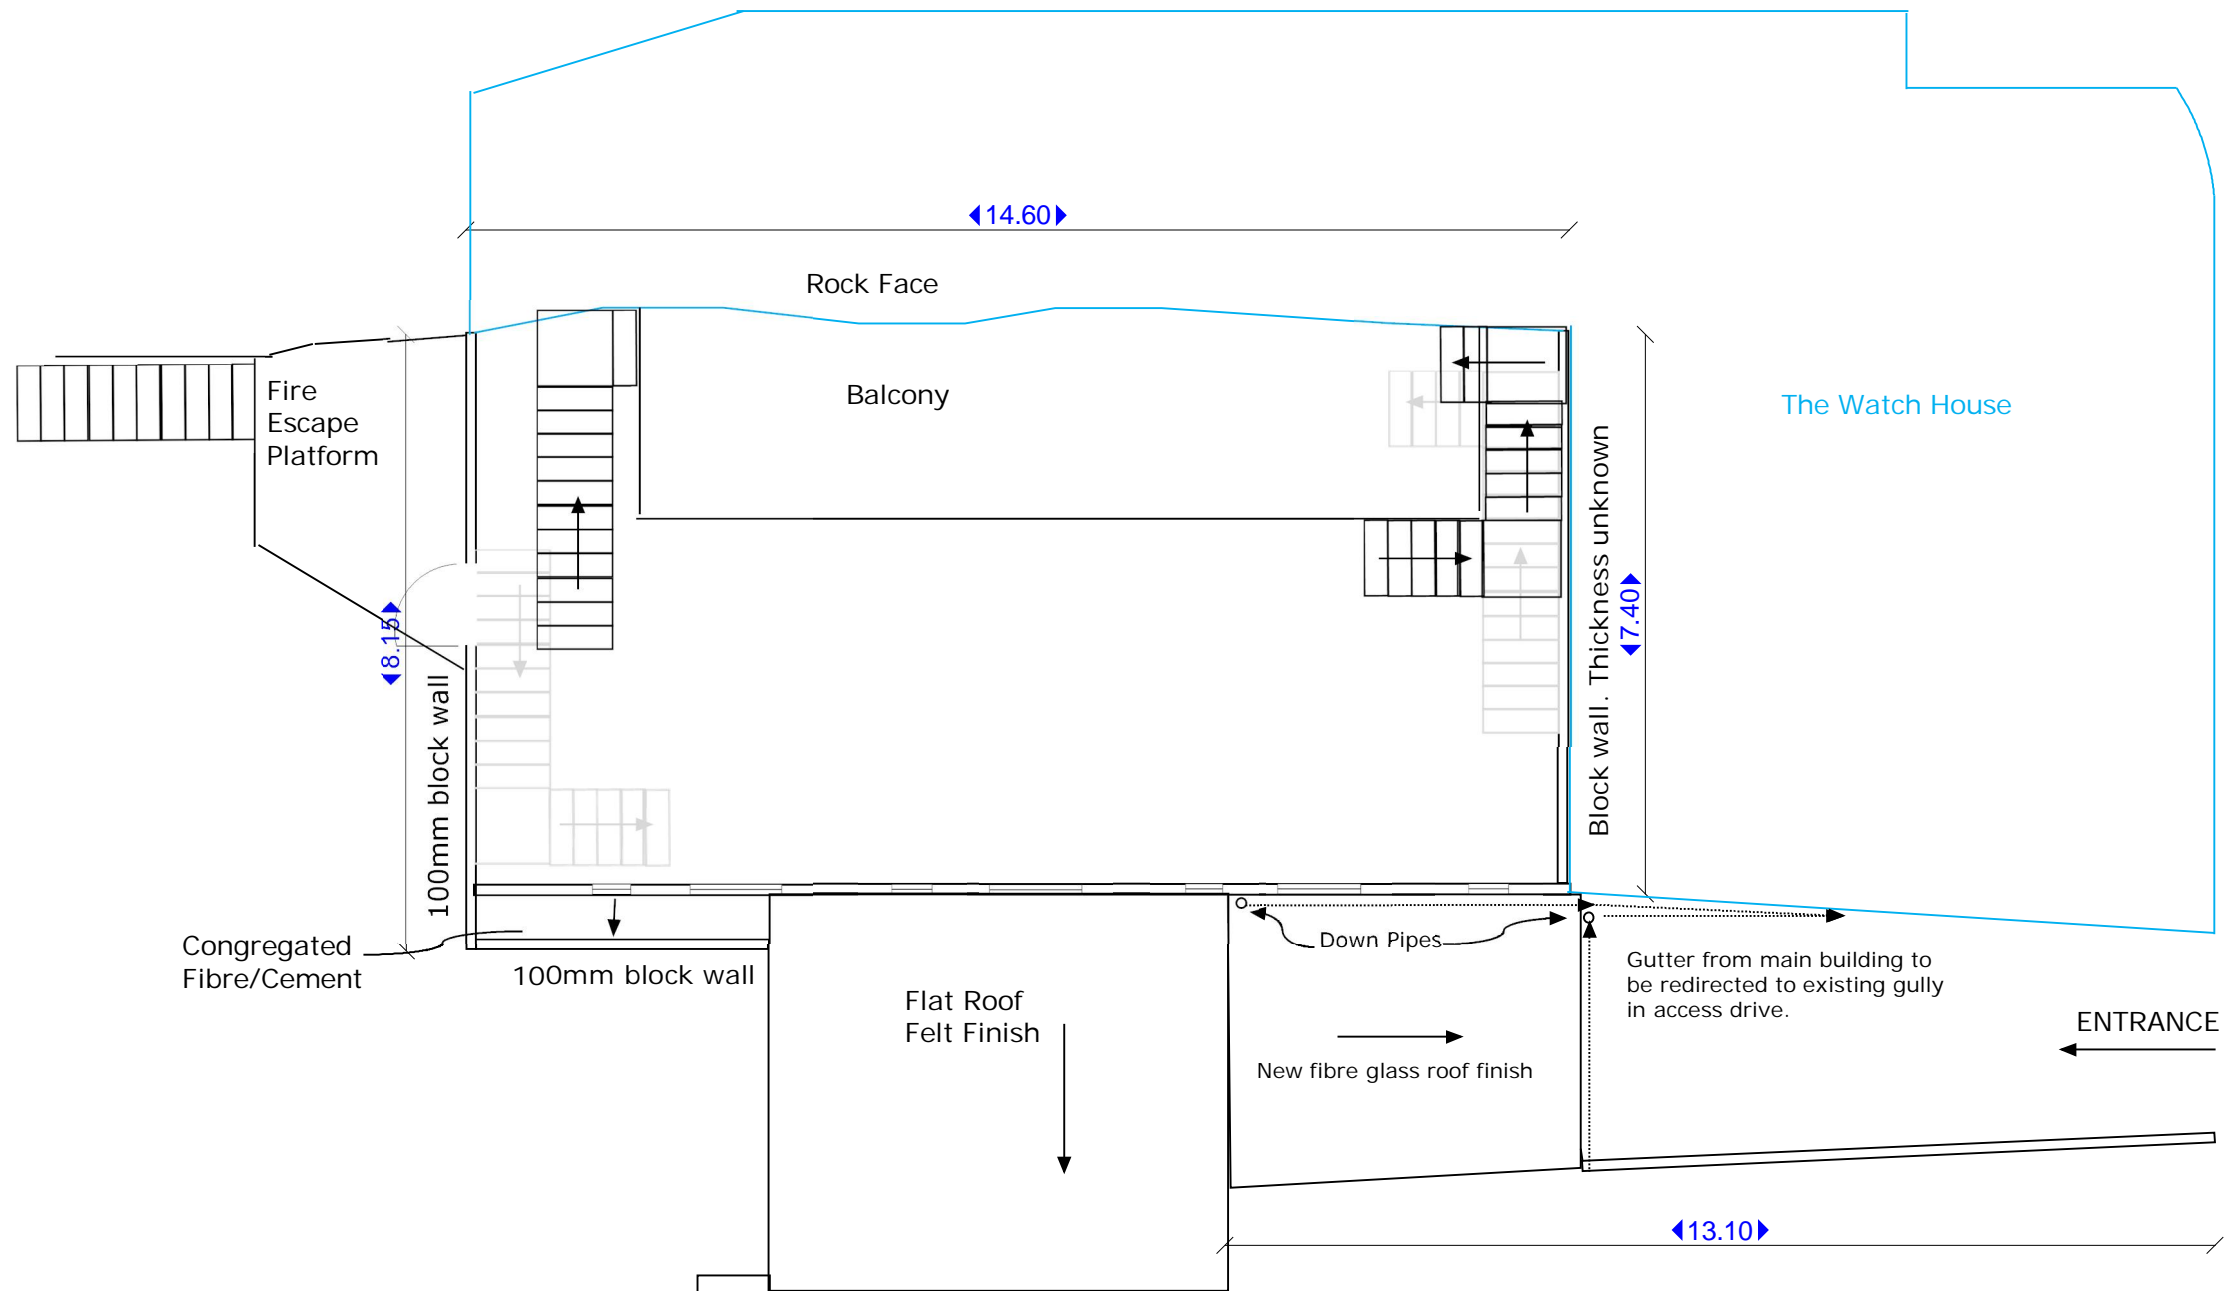 14.60
Rock Face
Fire
Escape
Platform
Balcony
The Watch House
8.15
100mm block wall
Block wall. Thickness unknown
7.40
Congregated
Fibre/Cement
100mm block wall
Down Pipes
Flat Roof
Felt Finish
Gutter from main building to
be redirected to existing gully
in access drive.
ENTRANCE
New fibre glass roof finish
13.10